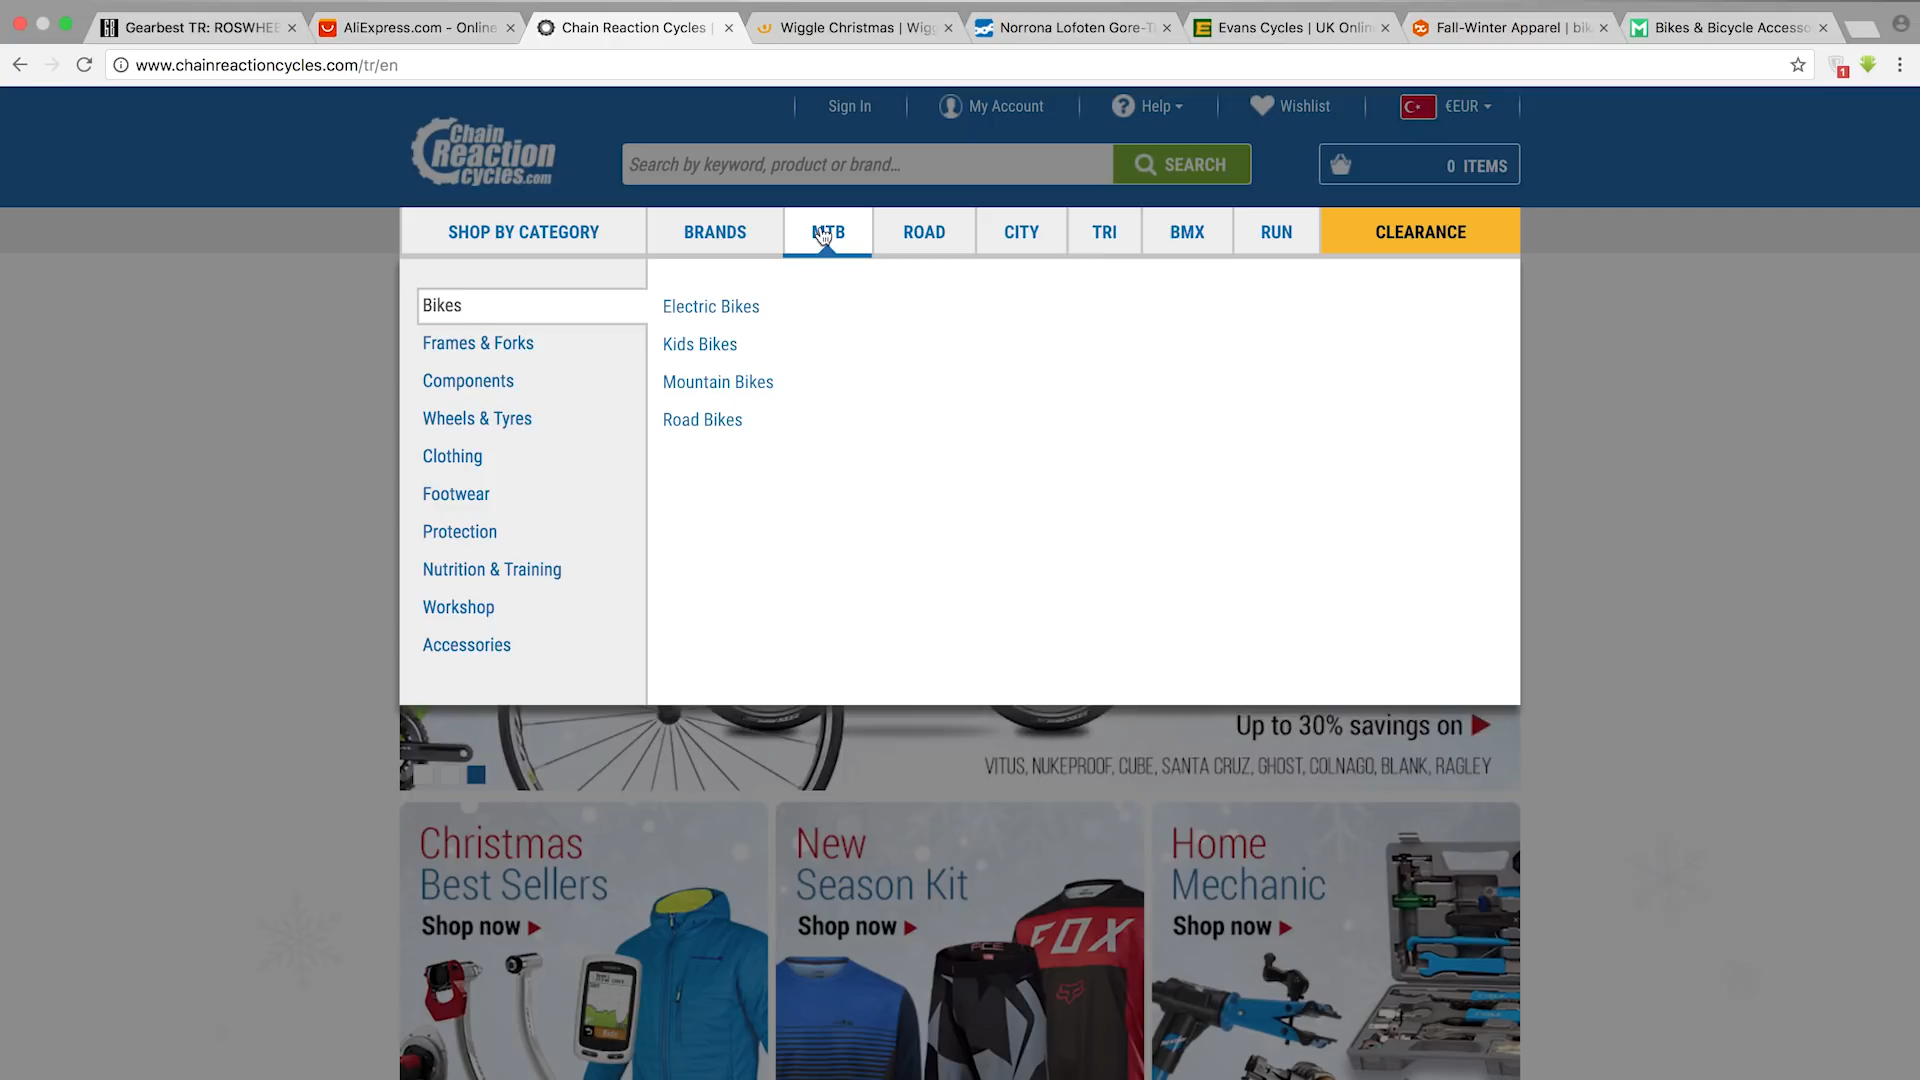 Gearbest TR: ROSWHEE
AliExpress.com - Online
Chain Reaction Cycles |
Wiggle Christmas | Wigg
Norrona Lofoten Gore-T
Evans Cycles | UK Onlin
Fall-Winter Apparel | bik
Bikes & Bicycle Accesso
www.chainreactioncycles.com/tr/en
1
Sign In
My Account
? Help
Wishlist
€EUR
Chain
Reaction
Cycles.com
Search by keyword, product or brand...
SEARCH
0 ITEMS
SHOP BY CATEGORY
BRANDS
MTB
ROAD
CITY
TRI
BMX
RUN
CLEARANCE
Bikes
Frames & Forks
Components
Wheels & Tyres
Clothing
Footwear
Protection
Nutrition & Training
Workshop
Accessories
Electric Bikes
Kids Bikes
Mountain Bikes
Road Bikes
Up to 30% savings on
VITUS, NUKEPROOF, CUBE, SANTA CRUZ, GHOST, COLNAGO, BLANK, RAGLEY
Christmas
Best Sellers
Shop now
New
Season Kit
Shop now
FOX
Home
Mechanic
Shop now